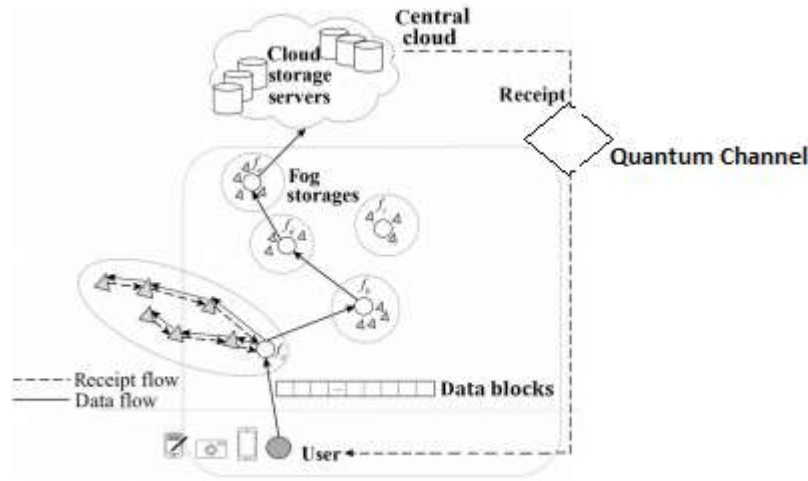 Central
cloud
Cloud
storage
servers
Receipt
Quantum Channel
Fog
storages
Receipt flow
Data flow
Data blocks
User